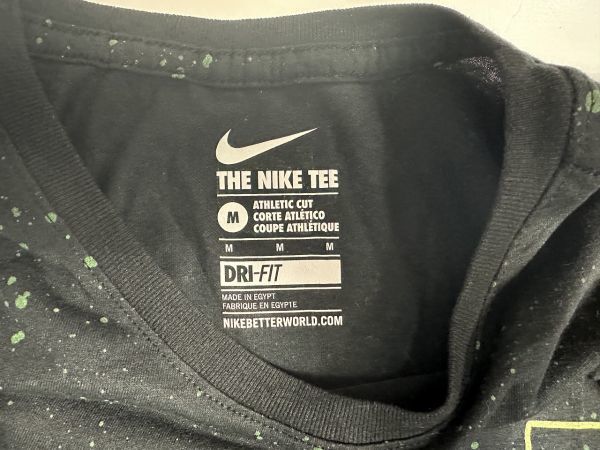 THE NIKE TEE
M
ATHLETIC CUT
CORTE ATLÉTICO
COUPE ATHLÉTIQUE
M M M
DRI-FIT
MADE IN EGYPT
FABRIQUE EN EGYPTE
NIKEBETTERWORLD.COM